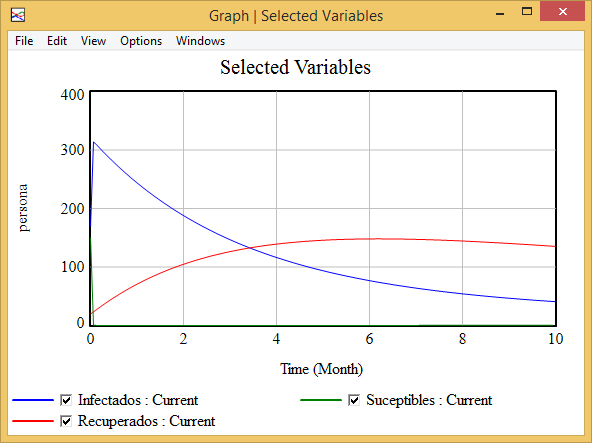 Graph | Selected Variables
File Edit View Options Windows
Selected Variables
400
300
200
100
0
persona
0 2 4 6 8 10
Time (Month)
Infectados : Current Suceptibles : Current
Recuperados : Current